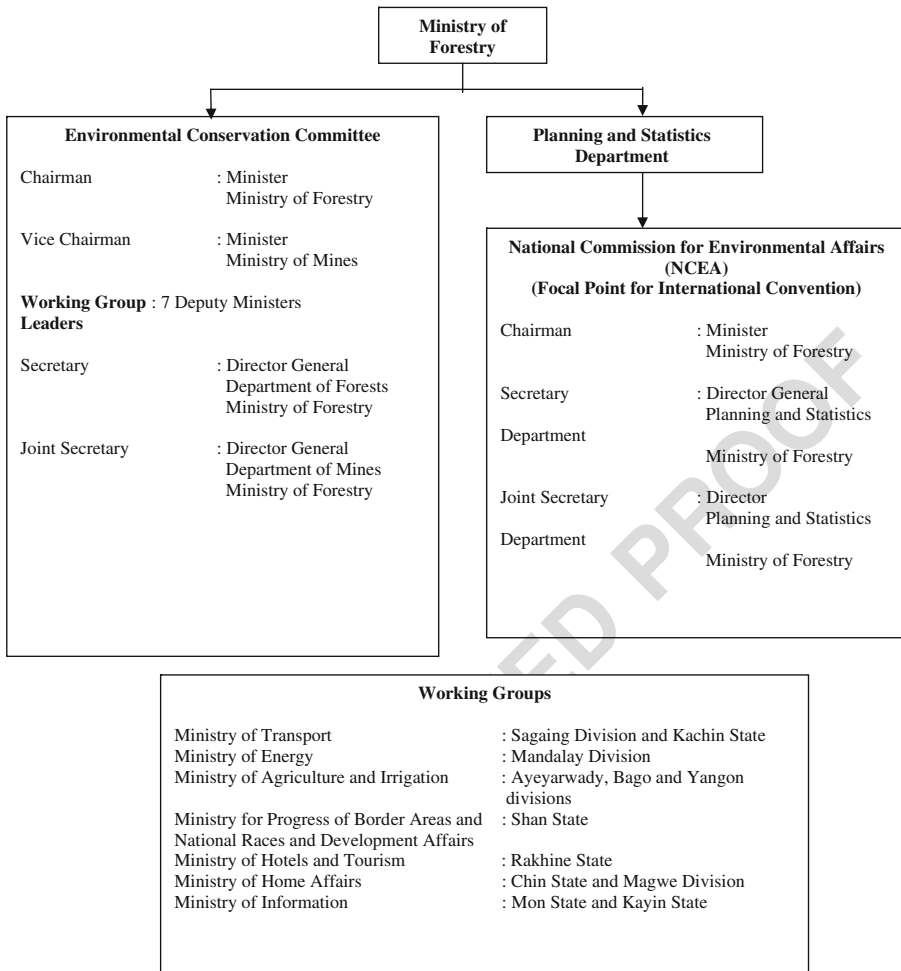 Ministry of
Forestry
Environmental Conservation Committee
Chairman : Minister
Ministry of Forestry
Vice Chairman : Minister
Ministry of Mines
Working Group : 7 Deputy Ministers
Leaders
Secretary : Director General
Department of Forests
Ministry of Forestry
Joint Secretary : Director General
Department of Mines
Ministry of Forestry
Planning and Statistics
Department
National Commission for Environmental Affairs
(NCEA)
(Focal Point for International Convention)
Chairman : Minister
Ministry of Forestry
Secretary : Director General
Planning and Statistics
Department
Ministry of Forestry
Joint Secretary : Director
Planning and Statistics
Department
Ministry of Forestry
Working Groups
Ministry of Transport : Sagaing Division and Kachin State
Ministry of Energy : Mandalay Division
Ministry of Agriculture and Irrigation : Ayeyarwady, Bago and Yangon
divisions
Ministry for Progress of Border Areas and : Shan State
National Races and Development Affairs
Ministry of Hotels and Tourism : Rakhine State
Ministry of Home Affairs : Chin State and Magwe Division
Ministry of Information : Mon State and Kayin State
ED PROOF